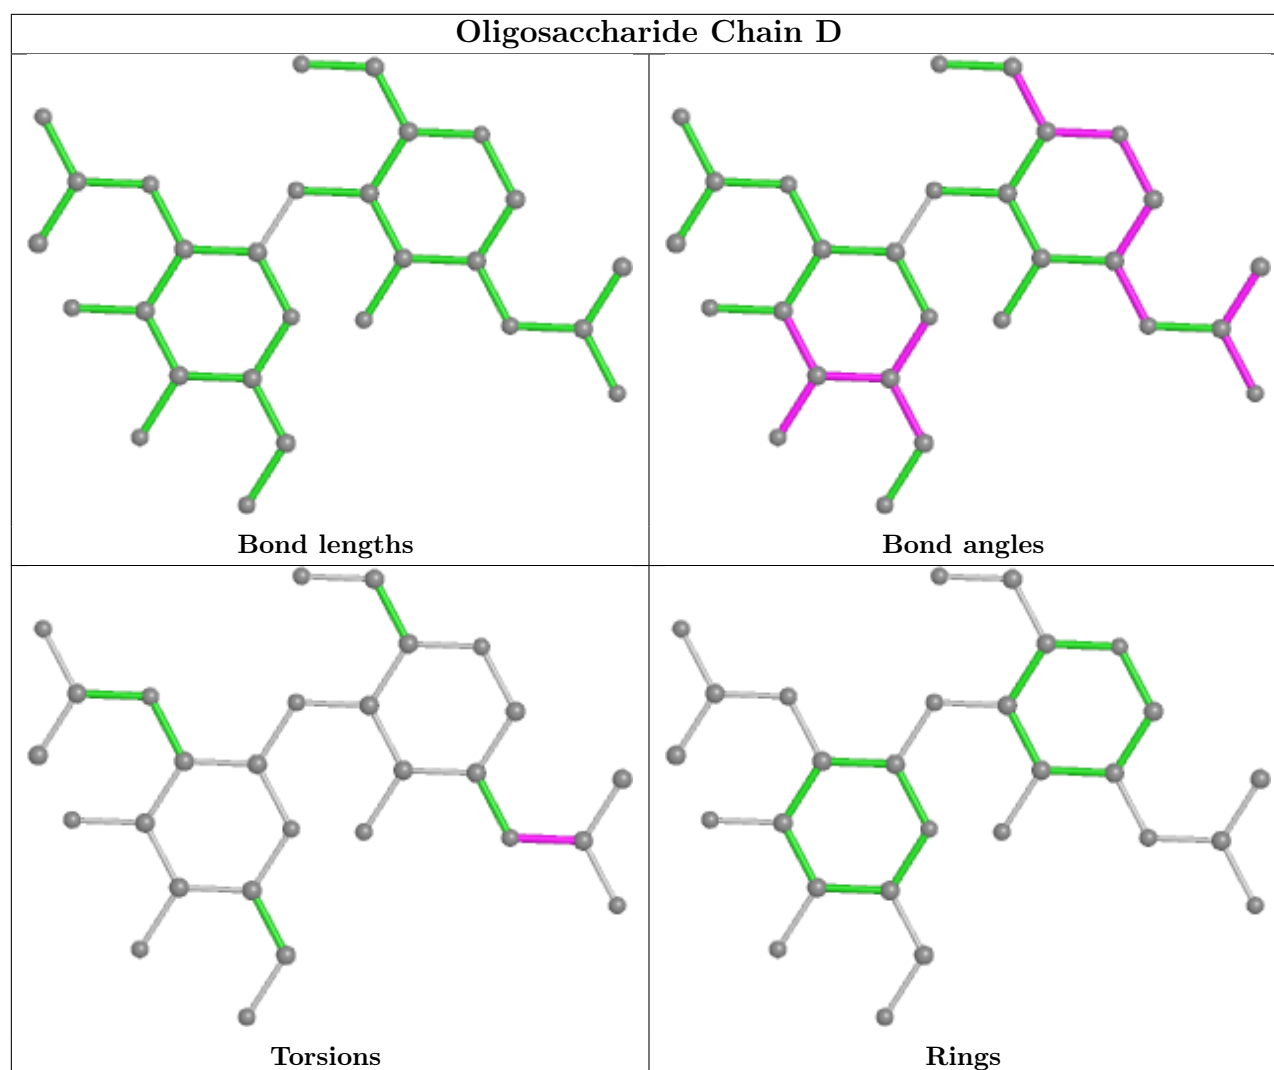 Oligosaccharide Chain D
Bond lengths
Bond angles
Torsions
Rings